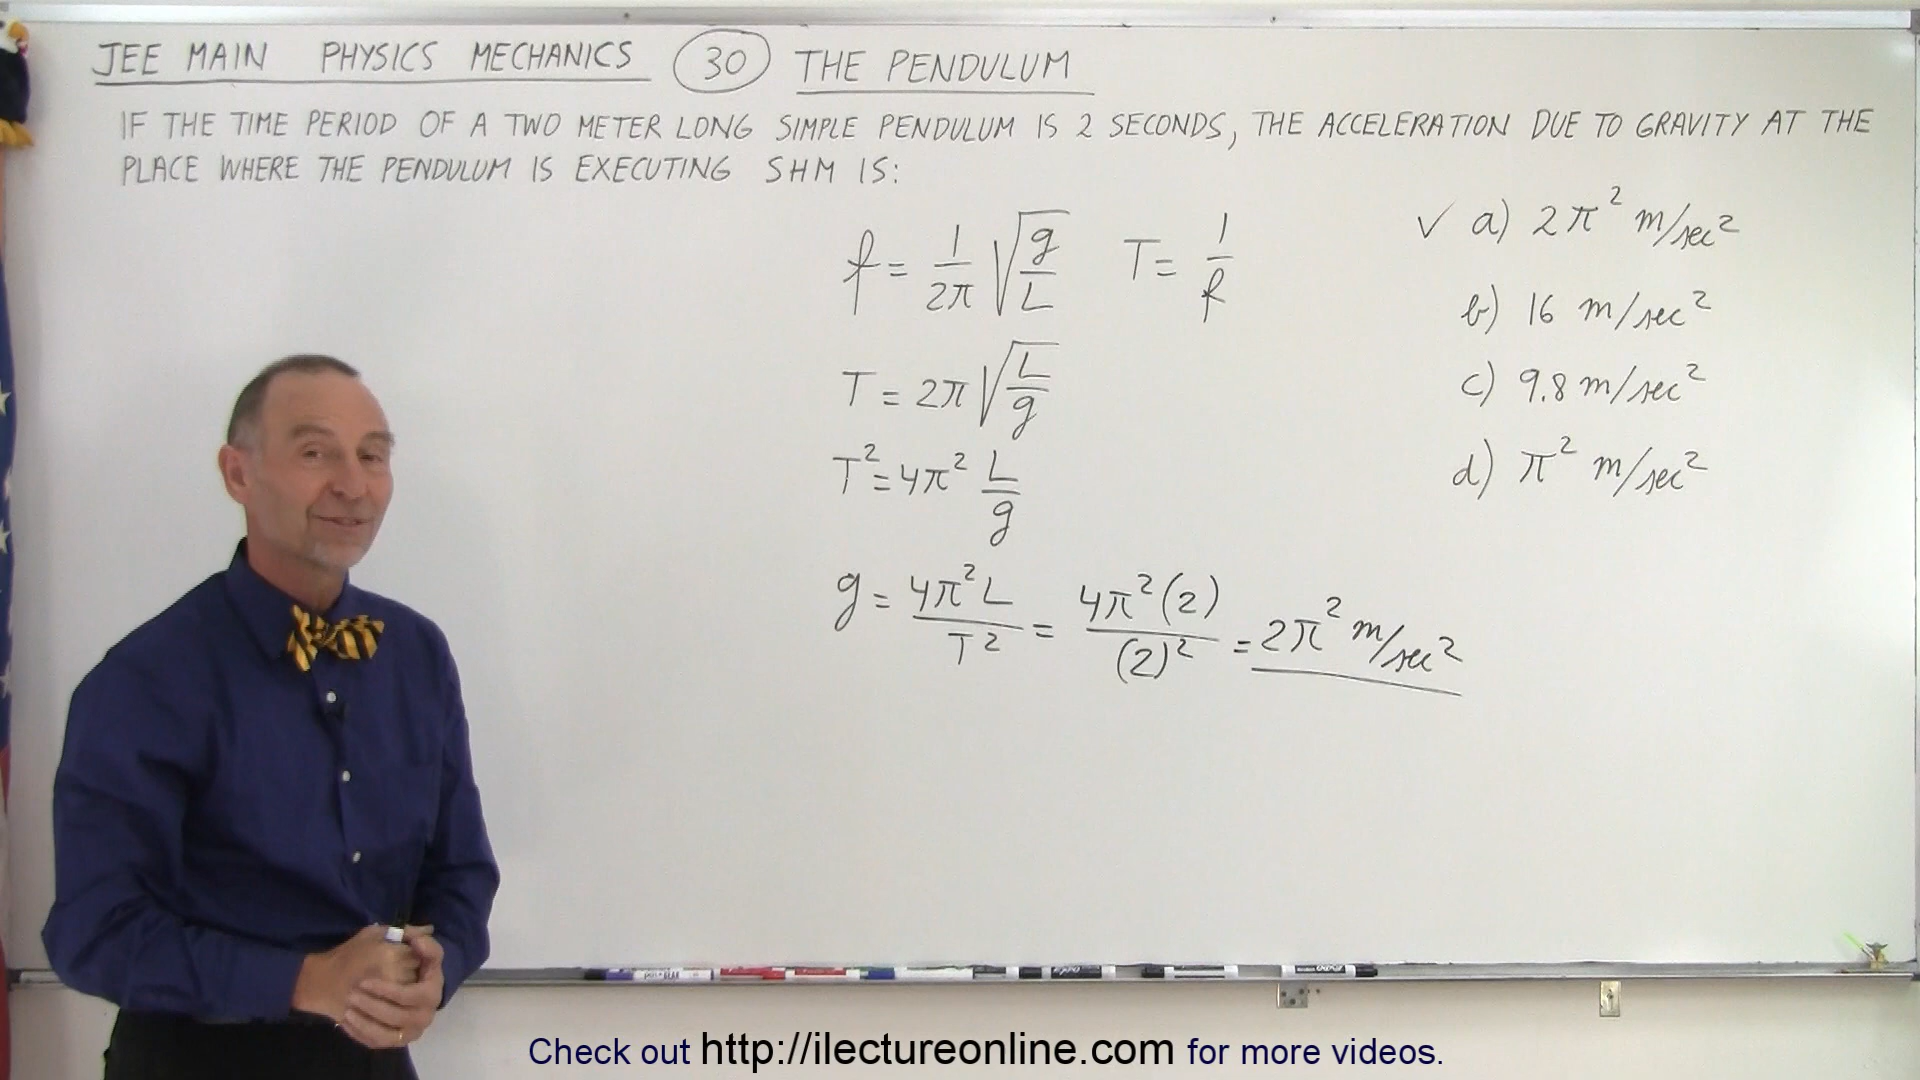 JEE MAIN PHYSICS MECHANICS 30 THE PENDULUM
IF THE TIME PERIOD OF A TWO METER LONG SIMPLE PENDULUM IS 2 SECONDS, THE ACCELERATION DUE TO GRAVITY AT THE
PLACE WHERE THE PENDULUM IS EXECUTING SHM IS:
f = 1/2π √(g/L) T = 1/f
✓ a) 2π² m/sec²
b) 16 m/sec²
T = 2π √(L/g)
c) 9.8 m/sec²
T² = 4π² L/g
d) π² m/sec²
g = 4π²L/T² = 4π²(2)/(2)² = 2π² m/sec²
Check out http://ilectureonline.com for more videos.